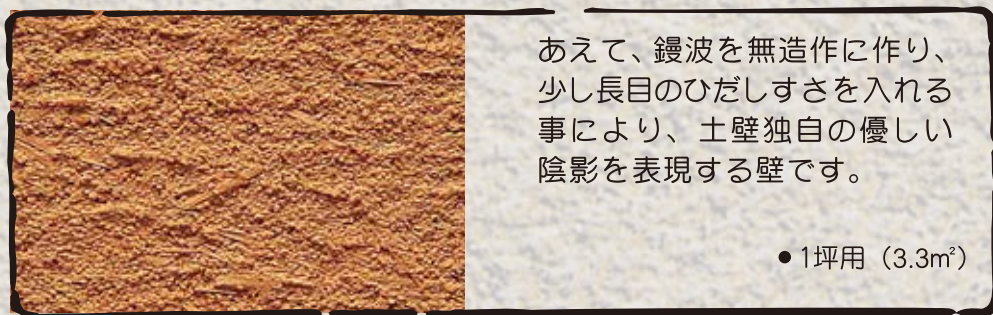 あえて、鏝波を無造作に作り、
少し長目のひだしすさを入れる
事により、土壁独自の優しい
陰影を表現する壁です。
● 1坪用（3.3㎡）